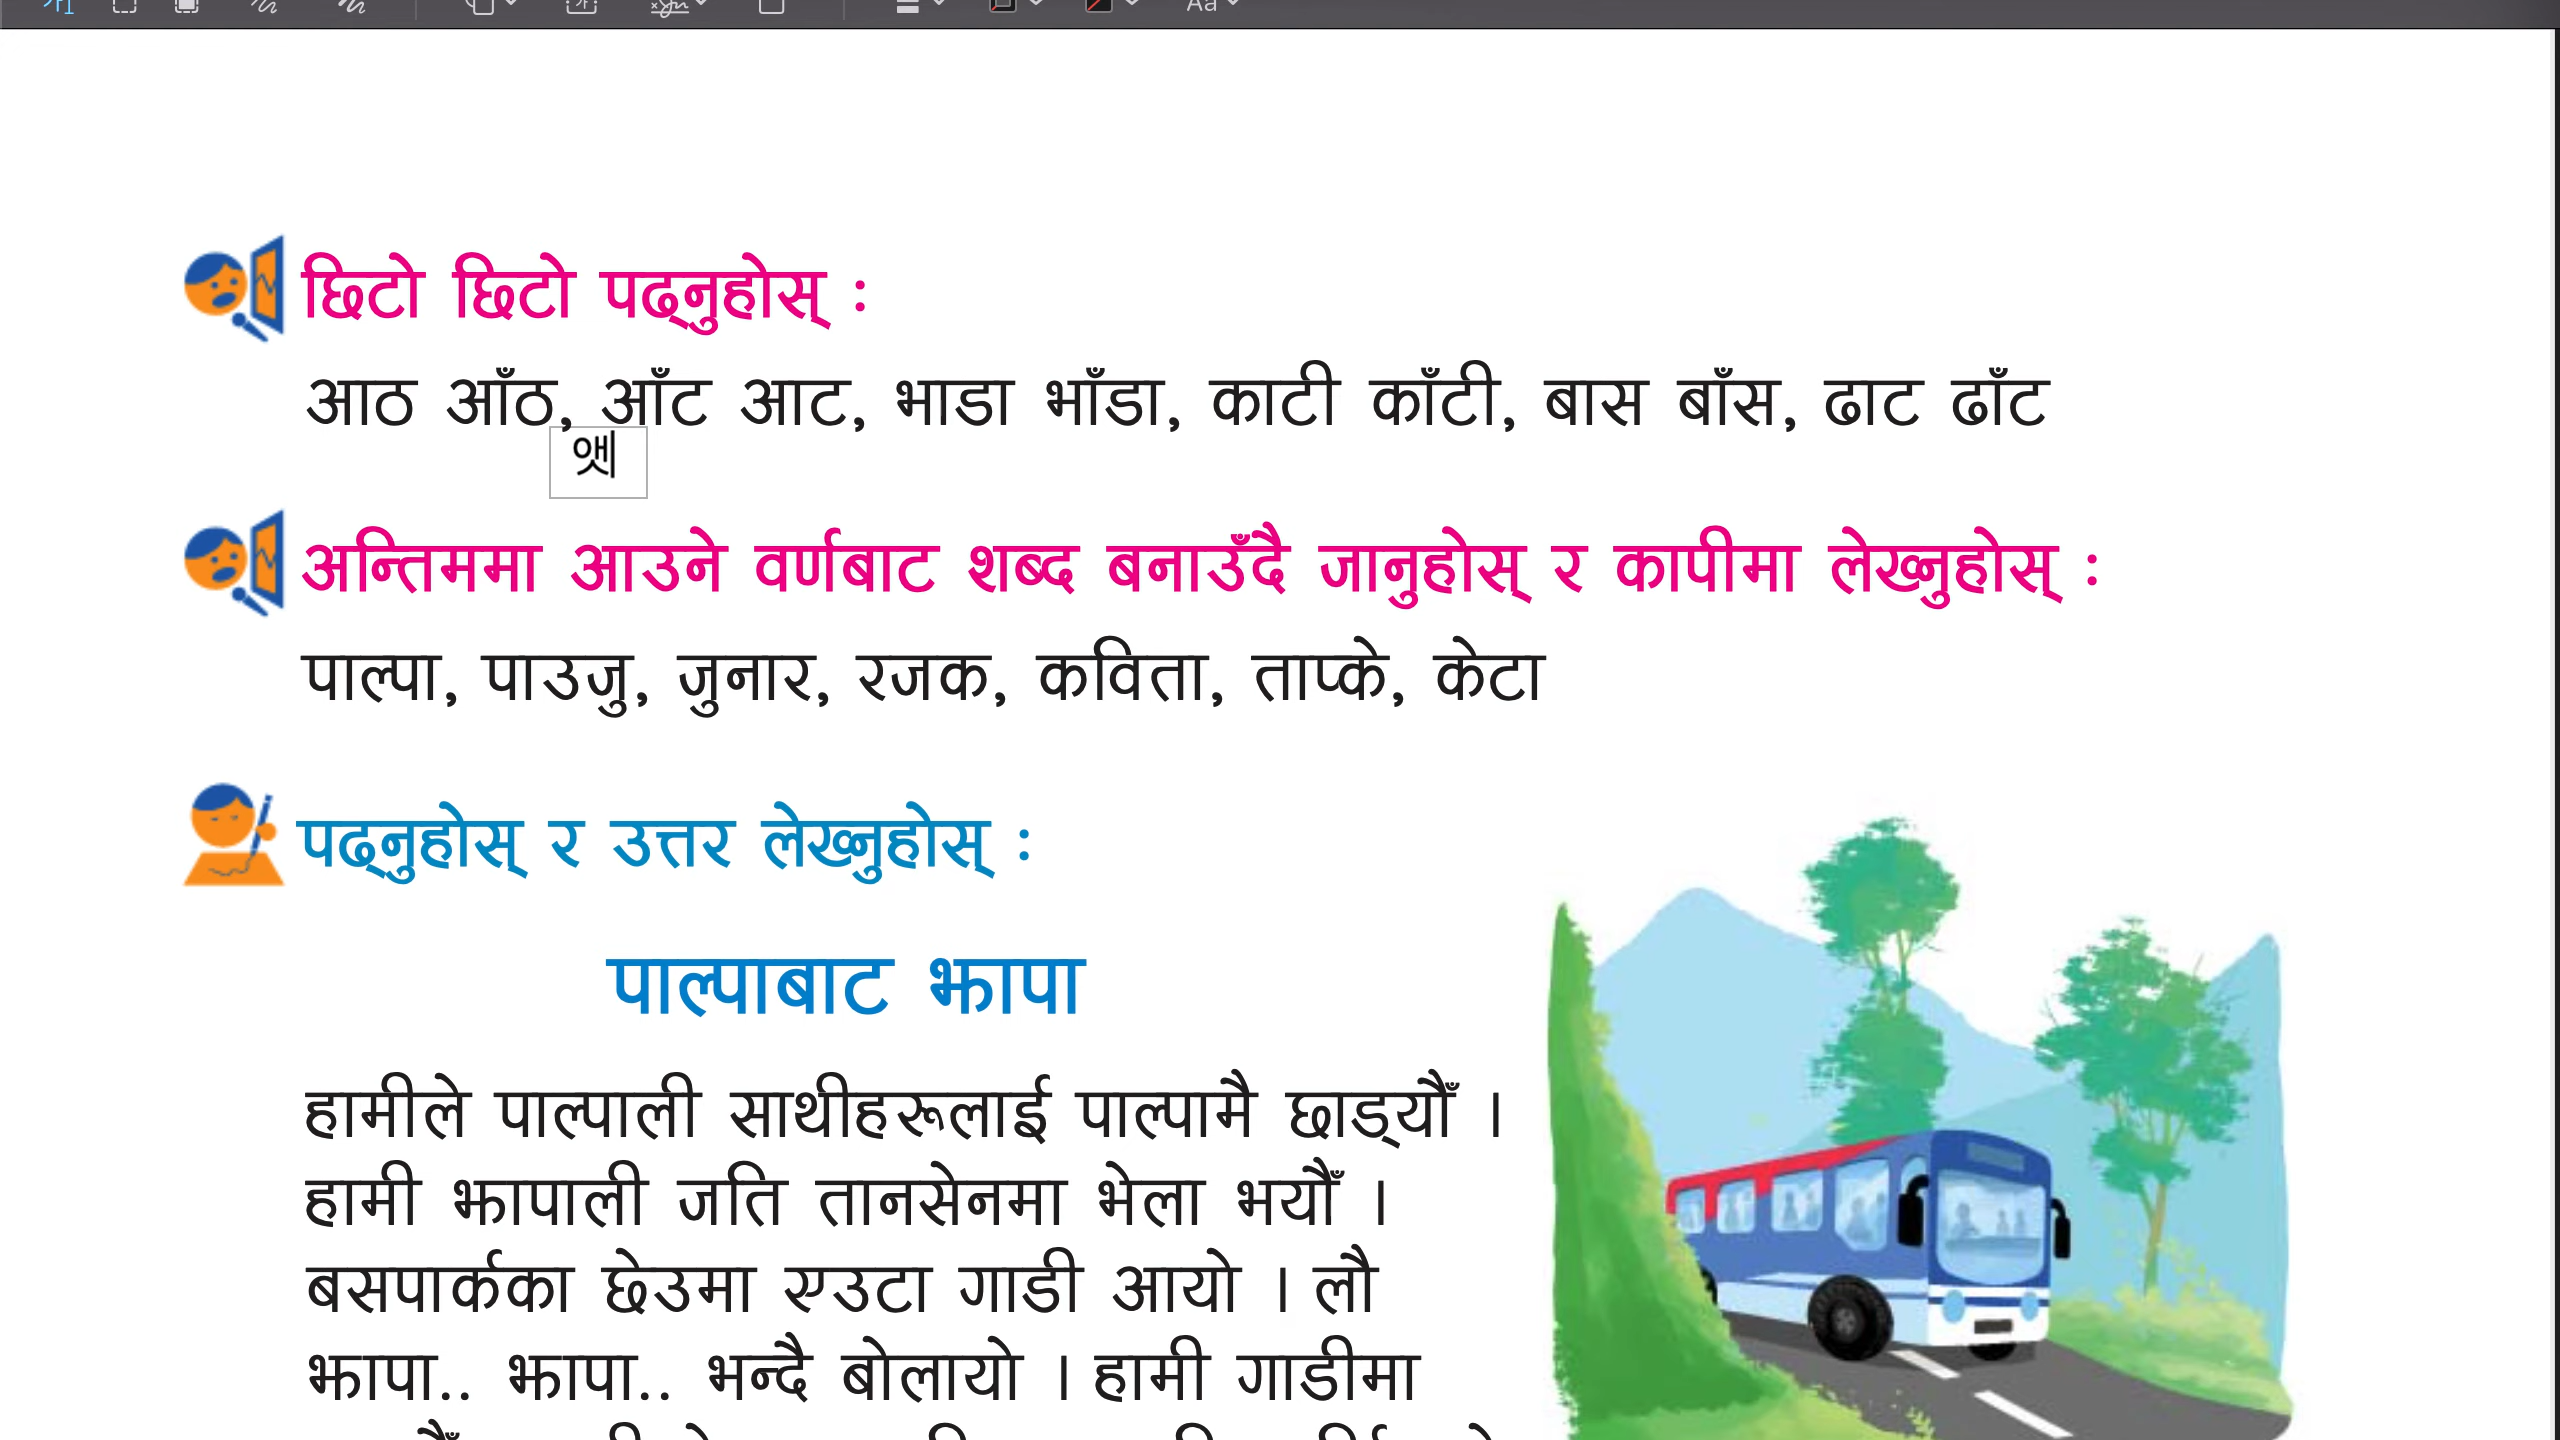 छिटो छिटो पढ्नुहोस् :
आठ आँठ, आँट आट, भाडा भाँडा, काटी काँटी, बास बाँस, ढाट ढाँट
앳
अन्तिममा आउने वर्णबाट शब्द बनाउँदै जानुहोस् र कापीमा लेख्नुहोस् :
पाल्पा, पाउजु, जुनार, रजक, कविता, ताप्के, केटा
पढ्नुहोस् र उत्तर लेख्नुहोस् :
पाल्पाबाट झापा
हामीले पाल्पाली साथीहरूलाई पाल्पामै छाड्यौँ ।
हामी झापाली जति तानसेनमा भेला भयौँ ।
बसपार्कका छेउमा एउटा गाडी आयो । लौ
झापा.. झापा.. भन्दै बोलायो । हामी गाडीमा